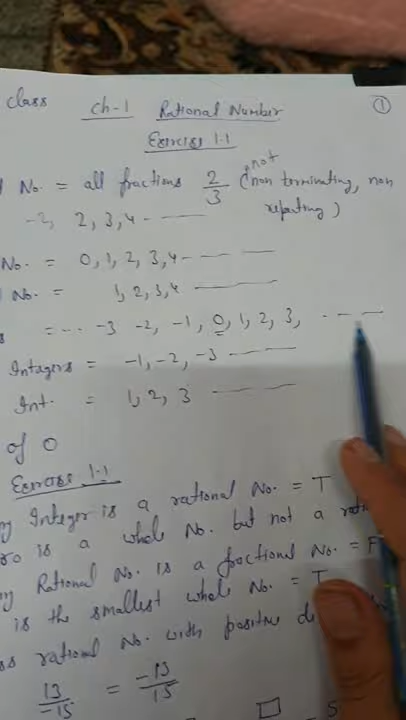 class ch-1 Rational Number ①
Exercise 1.1
No. = all fractions 2/3 (not non terminating, non repeating)
-3, 2, 3, 4 - ——
No. = 0, 1, 2, 3, 4 - — ——
No. = 1, 2, 3, 4 ——
= ... -3 -2, -1, 0, 1, 2, 3, . - — —
Integers = -1, -2, -3 ——
Int. = 1, 2, 3 ——
of 0
Exercise 1.1
Integer is a rational No. = T
is a whole No. but not a
Rational No. is a fractional No. = F
is the smallest whole No. = T
rational No. with positive
13/-15 = -13/15